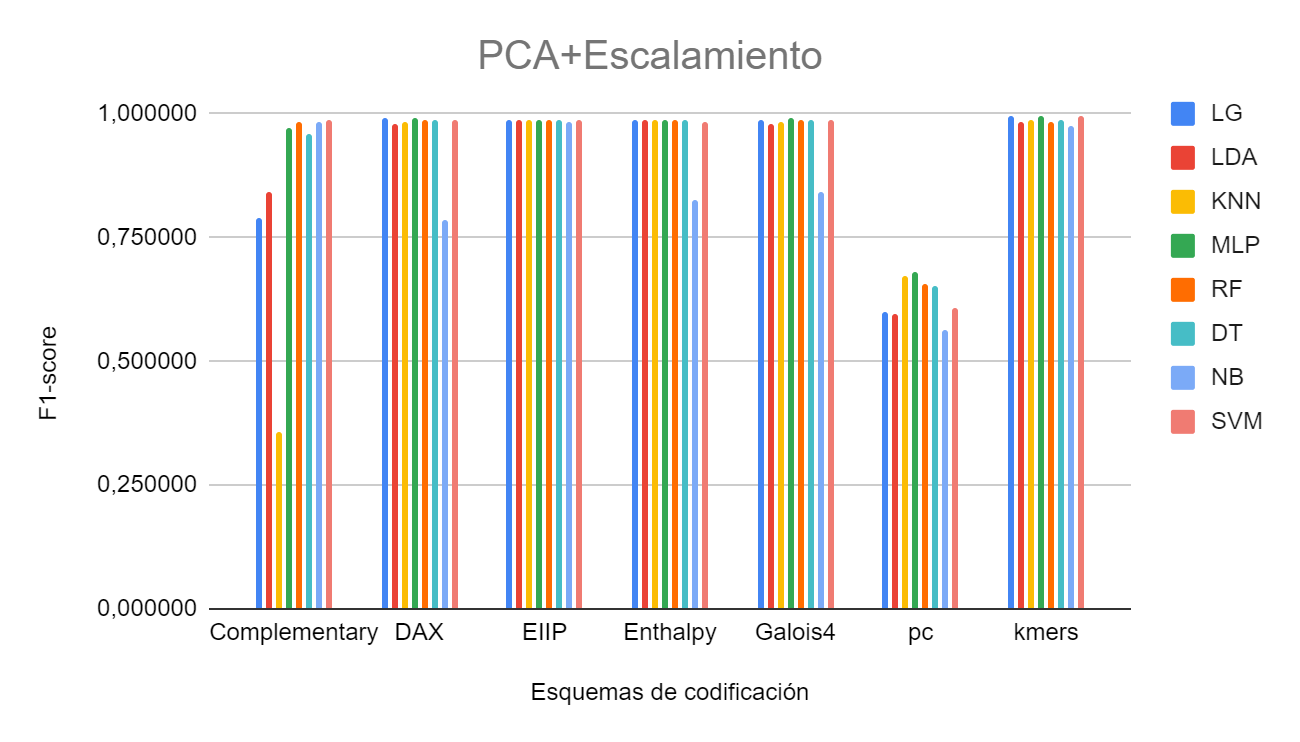 PCA+Escalamiento
1,000000
0,750000
0,500000
0,250000
0,000000
F1-score
Complementary DAX EIIP Enthalpy Galois4 pc kmers
Esquemas de codificación
LG
LDA
KNN
MLP
RF
DT
NB
SVM